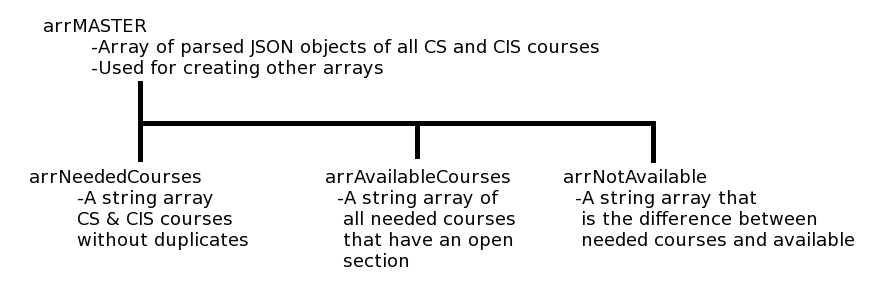 arrMASTER
-Array of parsed JSON objects of all CS and CIS courses
-Used for creating other arrays
arrNeededCourses
-A string array
CS & CIS courses
without duplicates
arrAvailableCourses
-A string array of
all needed courses
that have an open
section
arrNotAvailable
-A string array that
is the difference between
needed courses and available